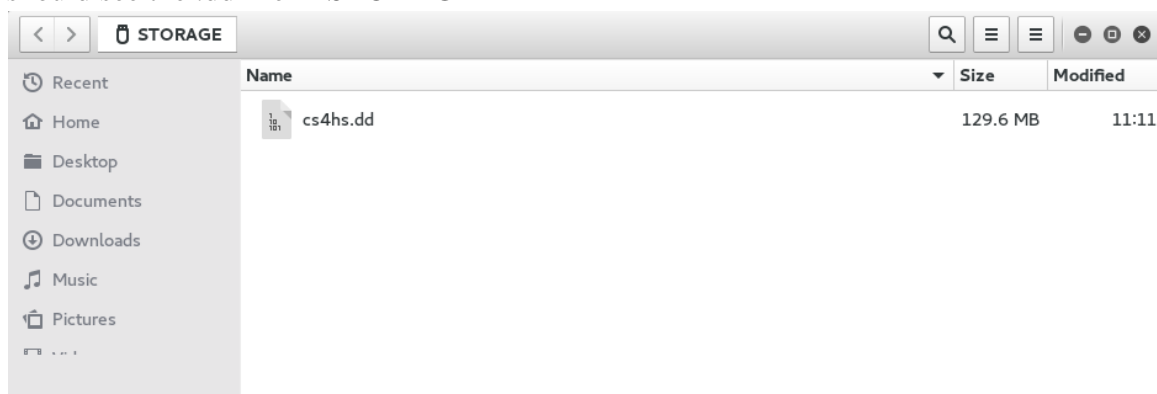 STORAGE
Name Size Modified
Recent
cs4hs.dd 129.6 MB 11:11
Home
Desktop
Documents
Downloads
Music
Pictures